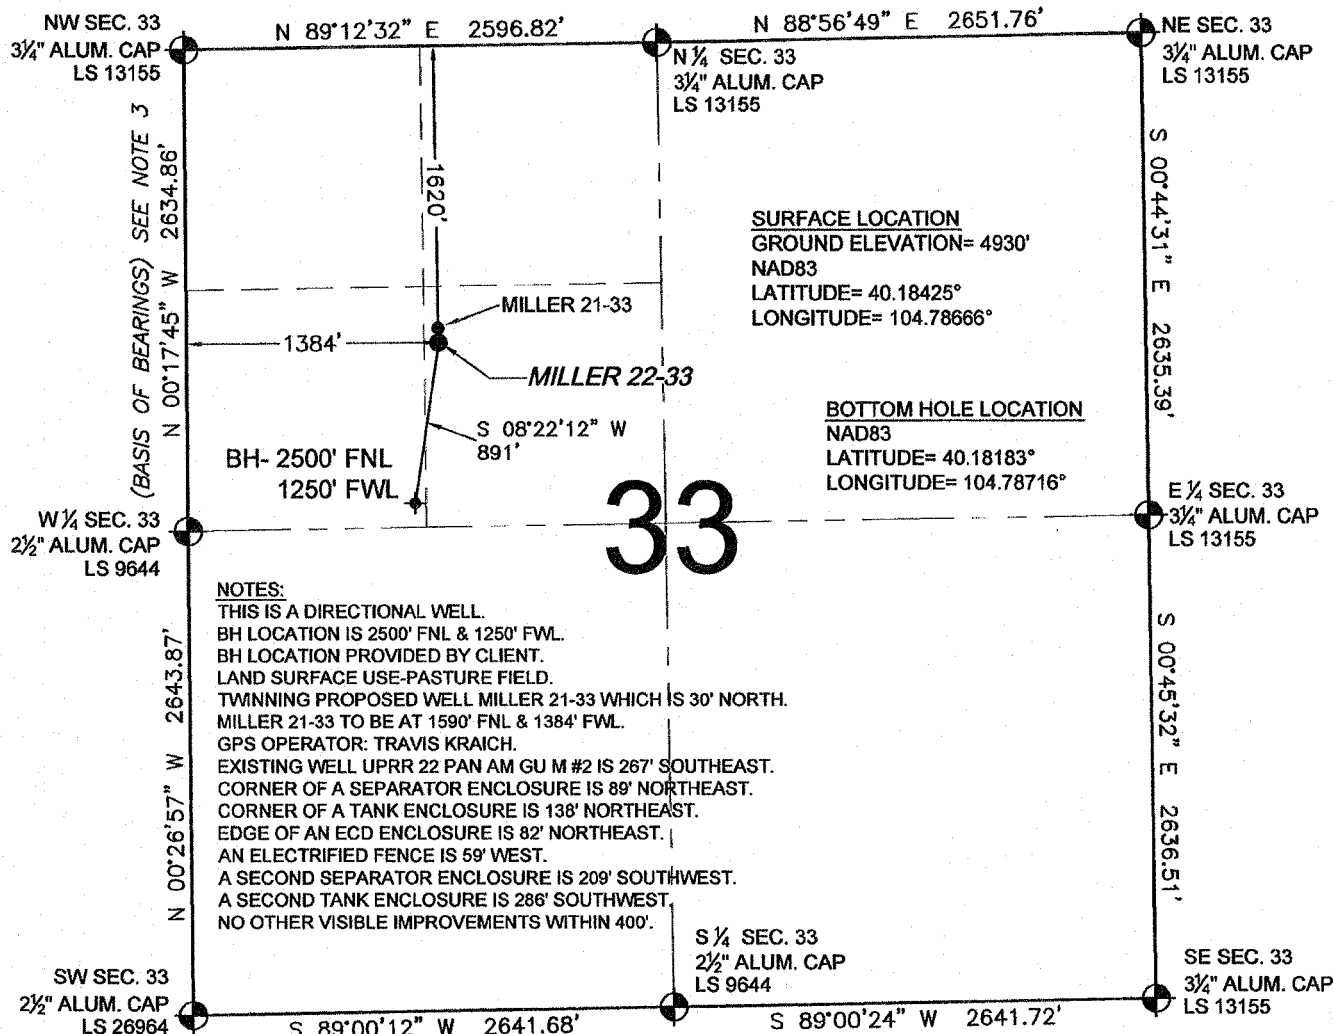 NW SEC. 33
3¼" ALUM. CAP
LS 13155
N 89°12'32" E 2596.82'
N ¼ SEC. 33
3¼" ALUM. CAP
LS 13155
N 88°56'49" E 2651.76'
NE SEC. 33
3¼" ALUM. CAP
LS 13155
(BASIS OF BEARINGS) SEE NOTE 3
N 00°17'45" W 2634.86'
1620'
MILLER 21-33
1384'
MILLER 22-33
S 08°22'12" W
891'
BH- 2500' FNL
1250' FWL
SURFACE LOCATION
GROUND ELEVATION= 4930'
NAD83
LATITUDE= 40.18425°
LONGITUDE= 104.78666°
BOTTOM HOLE LOCATION
NAD83
LATITUDE= 40.18183°
LONGITUDE= 104.78716°
S 00°44'31" E 2635.39'
33
W ¼ SEC. 33
2½" ALUM. CAP
LS 9644
E ¼ SEC. 33
3¼" ALUM. CAP
LS 13155
NOTES:
THIS IS A DIRECTIONAL WELL.
BH LOCATION IS 2500' FNL & 1250' FWL.
BH LOCATION PROVIDED BY CLIENT.
LAND SURFACE USE-PASTURE FIELD.
TWINNING PROPOSED WELL MILLER 21-33 WHICH IS 30' NORTH.
MILLER 21-33 TO BE AT 1590' FNL & 1384' FWL.
GPS OPERATOR: TRAVIS KRAICH.
EXISTING WELL UPRR 22 PAN AM GU M #2 IS 267' SOUTHEAST.
CORNER OF A SEPARATOR ENCLOSURE IS 89' NORTHEAST.
CORNER OF A TANK ENCLOSURE IS 138' NORTHEAST.
EDGE OF AN ECD ENCLOSURE IS 82' NORTHEAST.
AN ELECTRIFIED FENCE IS 59' WEST.
A SECOND SEPARATOR ENCLOSURE IS 209' SOUTHWEST.
A SECOND TANK ENCLOSURE IS 286' SOUTHWEST.
NO OTHER VISIBLE IMPROVEMENTS WITHIN 400'.
N 00°26'57" W 2643.87'
S 00°45'32" E 2636.51'
SW SEC. 33
2½" ALUM. CAP
LS 26964
S 89°00'12" W 2641.68'
S ¼ SEC. 33
2½" ALUM. CAP
LS 9644
S 89°00'24" W 2641.72'
SE SEC. 33
3¼" ALUM. CAP
LS 13155